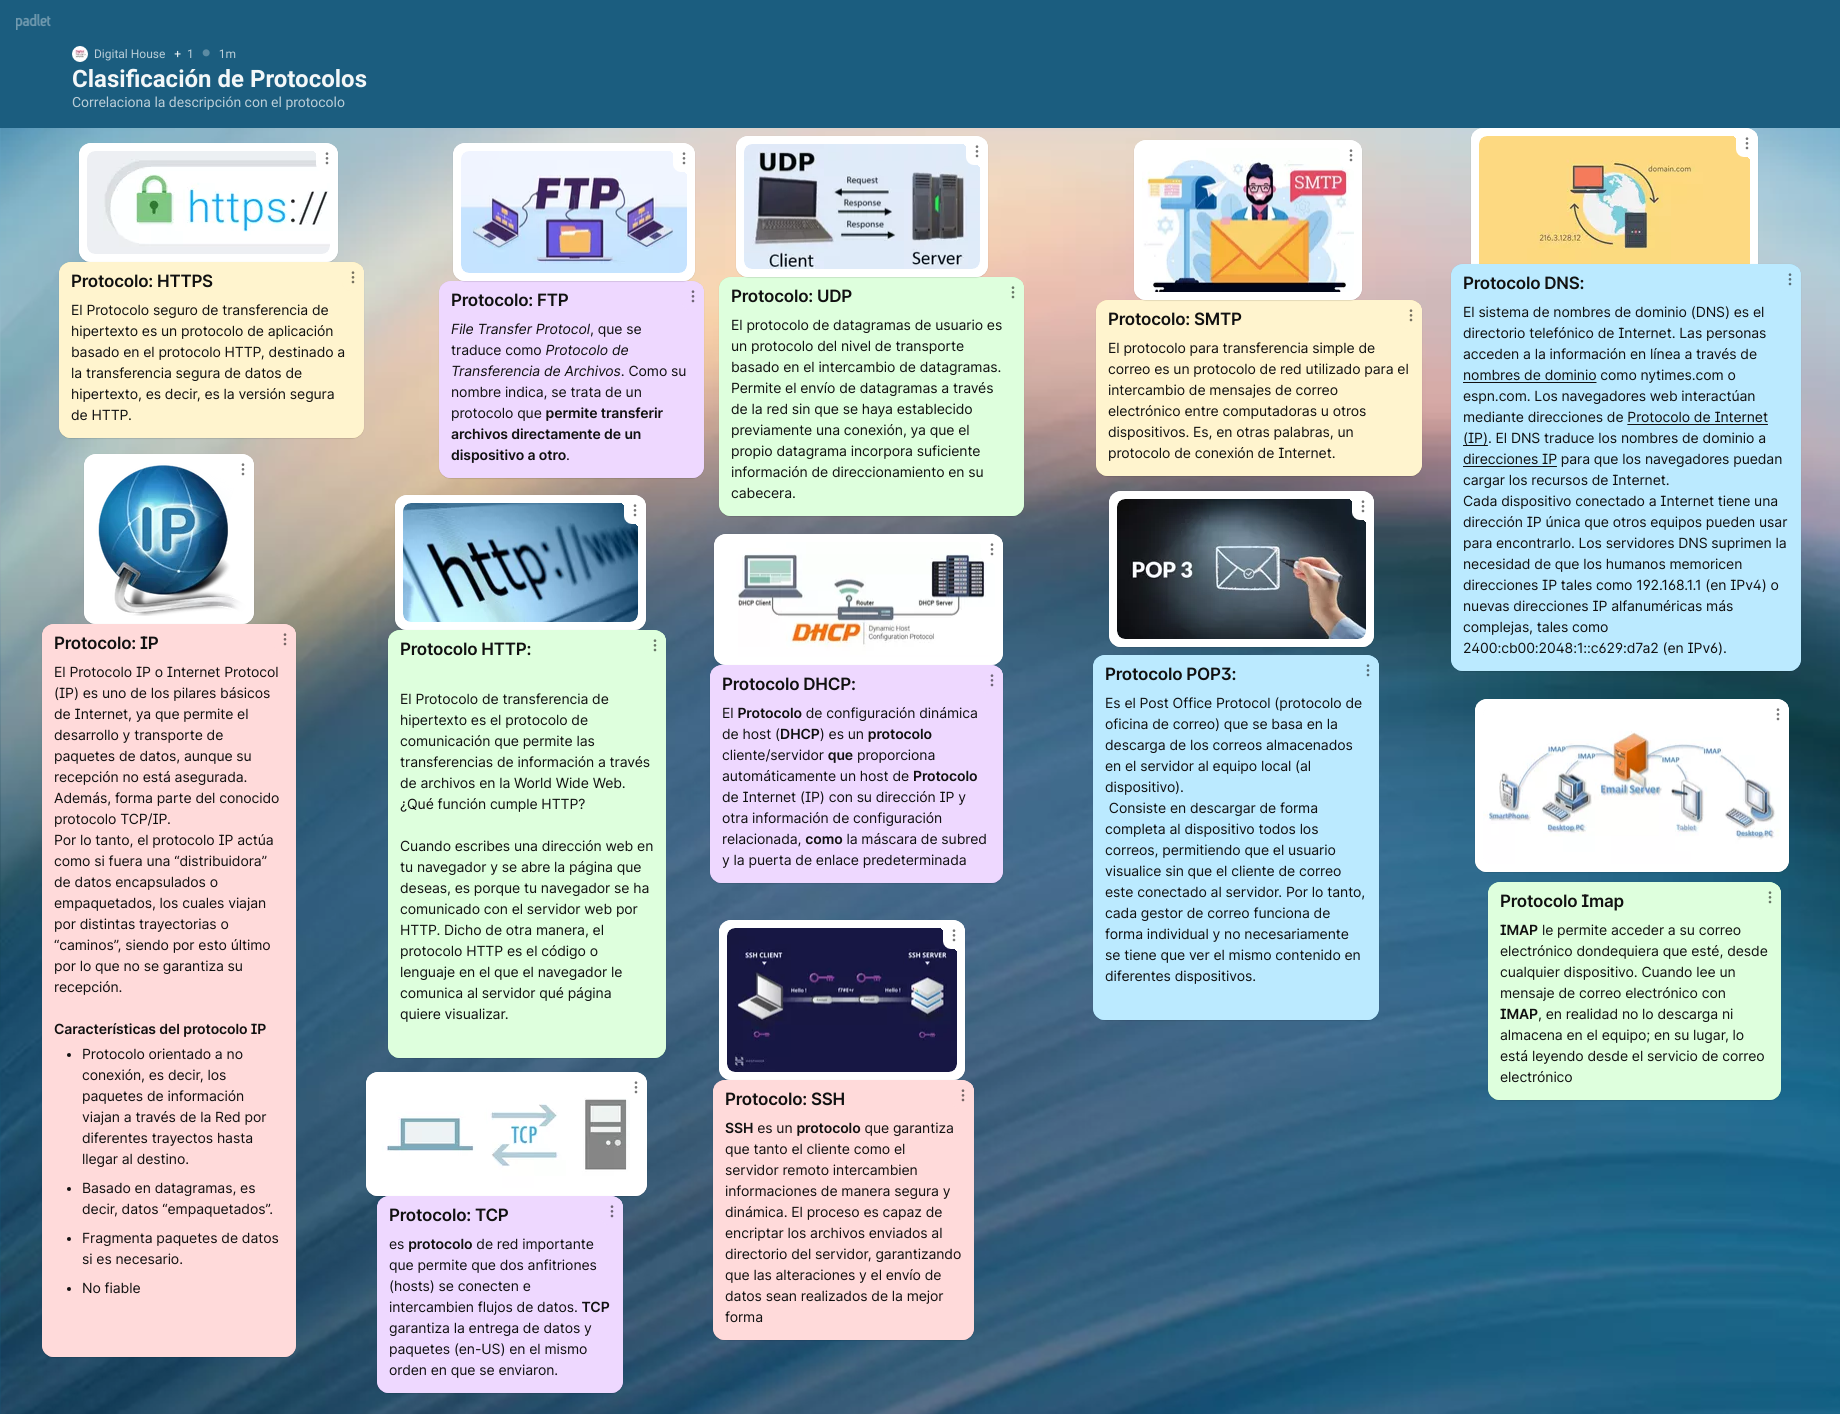 padlet
Digital House + 1 1m
Clasificación de Protocolos
Correlaciona la descripción con el protocolo
https://
Protocolo: HTTPS
El Protocolo seguro de transferencia de
hipertexto es un protocolo de aplicación
basado en el protocolo HTTP, destinado a
la transferencia segura de datos de
hipertexto, es decir, es la versión segura
de HTTP.
IP
Protocolo: IP
El Protocolo IP o Internet Protocol
(IP) es uno de los pilares básicos
de Internet, ya que permite el
desarrollo y transporte de
paquetes de datos, aunque su
recepción no está asegurada.
Además, forma parte del conocido
protocolo TCP/IP.
Por lo tanto, el protocolo IP actúa
como si fuera una “distribuidora”
de datos encapsulados o
empaquetados, los cuales viajan
por distintas trayectorias o
“caminos”, siendo por esto último
por lo que no se garantiza su
recepción.
Características del protocolo IP
• Protocolo orientado a no
conexión, es decir, los
paquetes de información
viajan a través de la Red por
diferentes trayectos hasta
llegar al destino.
• Basado en datagramas, es
decir, datos “empaquetados”.
• Fragmenta paquetes de datos
si es necesario.
• No fiable
FTP
Protocolo: FTP
File Transfer Protocol, que se
traduce como Protocolo de
Transferencia de Archivos. Como su
nombre indica, se trata de un
protocolo que permite transferir
archivos directamente de un
dispositivo a otro.
http://www
Protocolo HTTP:
El Protocolo de transferencia de
hipertexto es el protocolo de
comunicación que permite las
transferencias de información a través
de archivos en la World Wide Web.
¿Qué función cumple HTTP?
Cuando escribes una dirección web en
tu navegador y se abre la página que
deseas, es porque tu navegador se ha
comunicado con el servidor web por
HTTP. Dicho de otra manera, el
protocolo HTTP es el código o
lenguaje en el que el navegador le
comunica al servidor qué página
quiere visualizar.
TCP
Protocolo: TCP
es protocolo de red importante
que permite que dos anfitriones
(hosts) se conecten e
intercambien flujos de datos. TCP
garantiza la entrega de datos y
paquetes (en-US) en el mismo
orden en que se enviaron.
UDP
Request
Response
Response
Client
Server
Protocolo: UDP
El protocolo de datagramas de usuario es
un protocolo del nivel de transporte
basado en el intercambio de datagramas.
Permite el envío de datagramas a través
de la red sin que se haya establecido
previamente una conexión, ya que el
propio datagrama incorpora suficiente
información de direccionamiento en su
cabecera.
DHCP Client
Router
DHCP Server
DHCP
Dynamic Host
Configuration Protocol
Protocolo DHCP:
El Protocolo de configuración dinámica
de host (DHCP) es un protocolo
cliente/servidor que proporciona
automáticamente un host de Protocolo
de Internet (IP) con su dirección IP y
otra información de configuración
relacionada, como la máscara de subred
y la puerta de enlace predeterminada
SSH CLIENT
SSH SERVER
Hello !
Hello !
Protocolo: SSH
SSH es un protocolo que garantiza
que tanto el cliente como el
servidor remoto intercambien
informaciones de manera segura y
dinámica. El proceso es capaz de
encriptar los archivos enviados al
directorio del servidor, garantizando
que las alteraciones y el envío de
datos sean realizados de la mejor
forma
SMTP
Protocolo: SMTP
El protocolo para transferencia simple de
correo es un protocolo de red utilizado para el
intercambio de mensajes de correo
electrónico entre computadoras u otros
dispositivos. Es, en otras palabras, un
protocolo de conexión de Internet.
POP 3
Protocolo POP3:
Es el Post Office Protocol (protocolo de
oficina de correo) que se basa en la
descarga de los correos almacenados
en el servidor al equipo local (al
dispositivo).
Consiste en descargar de forma
completa al dispositivo todos los
correos, permitiendo que el usuario
visualice sin que el cliente de correo
este conectado al servidor. Por lo tanto,
cada gestor de correo funciona de
forma individual y no necesariamente
se tiene que ver el mismo contenido en
diferentes dispositivos.
domain.com
216.3.128.12
Protocolo DNS:
El sistema de nombres de dominio (DNS) es el
directorio telefónico de Internet. Las personas
acceden a la información en línea a través de
nombres de dominio como nytimes.com o
espn.com. Los navegadores web interactúan
mediante direcciones de Protocolo de Internet
(IP). El DNS traduce los nombres de dominio a
direcciones IP para que los navegadores puedan
cargar los recursos de Internet.
Cada dispositivo conectado a Internet tiene una
dirección IP única que otros equipos pueden usar
para encontrarlo. Los servidores DNS suprimen la
necesidad de que los humanos memoricen
direcciones IP tales como 192.168.1.1 (en IPv4) o
nuevas direcciones IP alfanuméricas más
complejas, tales como
2400:cb00:2048:1::c629:d7a2 (en IPv6).
IMAP
IMAP
IMAP
IMAP
Email Server
SmartPhone
Desktop PC
Tablet
Desktop PC
Protocolo Imap
IMAP le permite acceder a su correo
electrónico dondequiera que esté, desde
cualquier dispositivo. Cuando lee un
mensaje de correo electrónico con
IMAP, en realidad no lo descarga ni
almacena en el equipo; en su lugar, lo
está leyendo desde el servicio de correo
electrónico